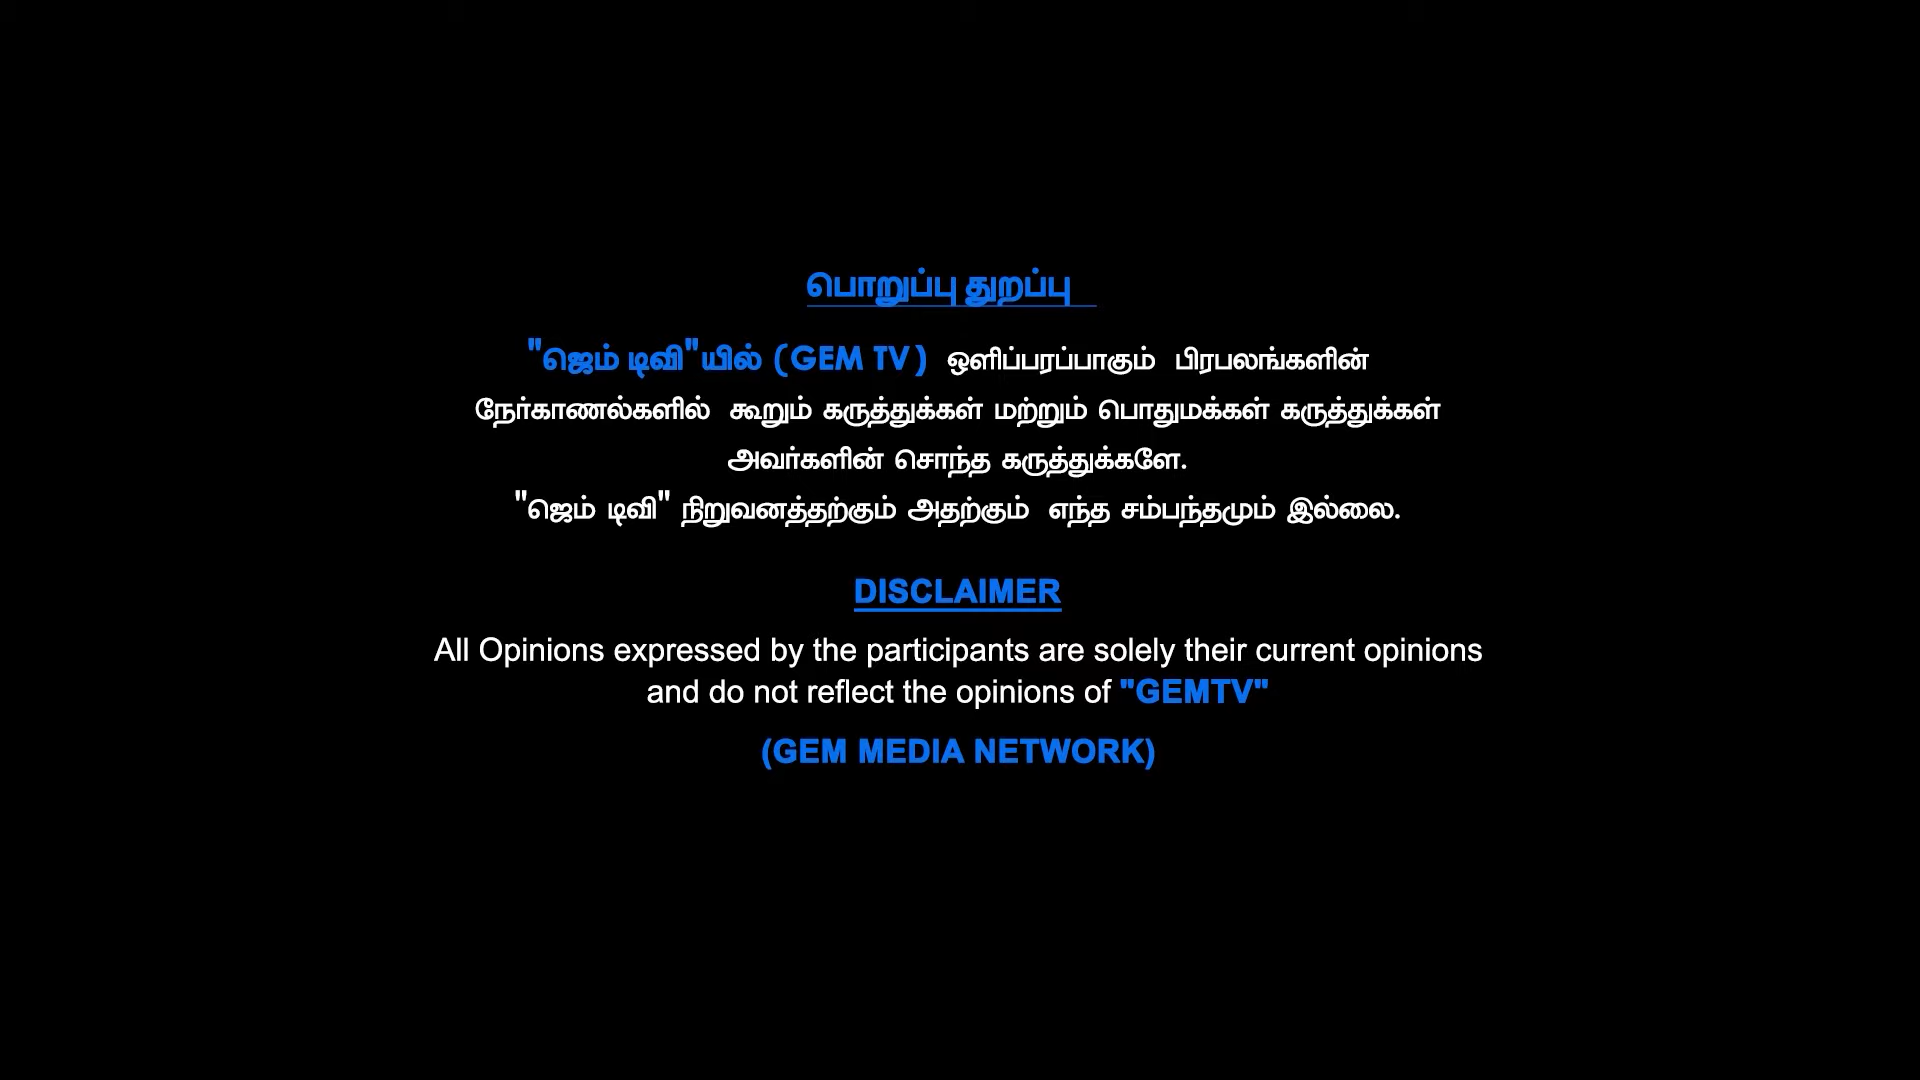 பொறுப்பு துறப்பு
"ஜெம் டிவி"யில் (GEM TV) ஒளிப்பரப்பாகும் பிரபலங்களின்
நேர்காணல்களில் கூறும் கருத்துக்கள் மற்றும் பொதுமக்கள் கருத்துக்கள்
அவர்களின் சொந்த கருத்துக்களே.
"ஜெம் டிவி" நிறுவனத்தற்கும் அதற்கும் எந்த சம்பந்தமும் இல்லை.
DISCLAIMER
All Opinions expressed by the participants are solely their current opinions
and do not reflect the opinions of "GEMTV"
(GEM MEDIA NETWORK)